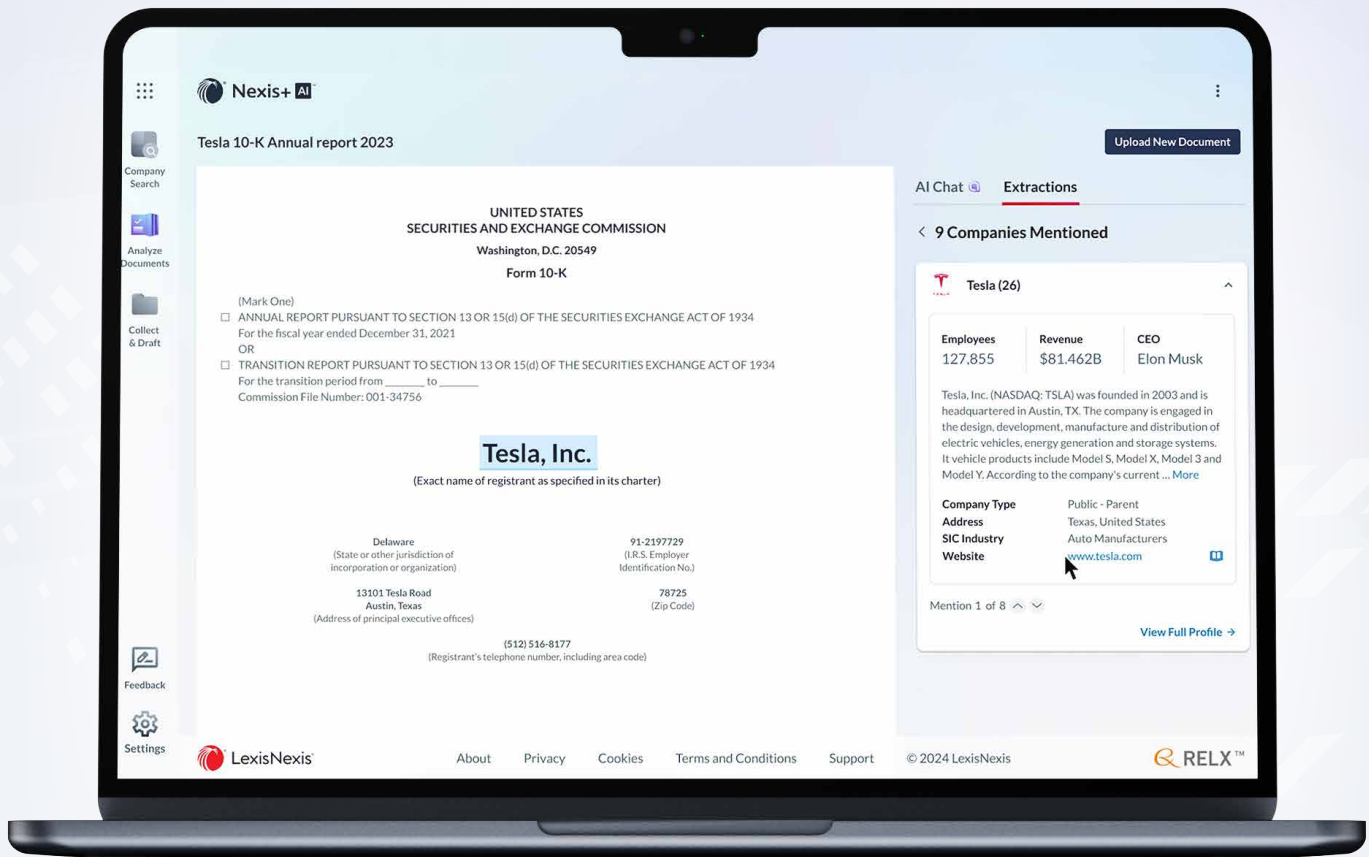 Nexis+ AI
Tesla 10-K Annual report 2023
Upload New Document
Company
Search
Analyze
Documents
Collect
& Draft
Feedback
Settings
UNITED STATES
SECURITIES AND EXCHANGE COMMISSION
Washington, D.C. 20549
Form 10-K
(Mark One)
☐ ANNUAL REPORT PURSUANT TO SECTION 13 OR 15(d) OF THE SECURITIES EXCHANGE ACT OF 1934
For the fiscal year ended December 31, 2021
OR
☐ TRANSITION REPORT PURSUANT TO SECTION 13 OR 15(d) OF THE SECURITIES EXCHANGE ACT OF 1934
For the transition period from ______ to ______
Commission File Number: 001-34756
Tesla, Inc.
(Exact name of registrant as specified in its charter)
Delaware
(State or other jurisdiction of
incorporation or organization)
91-2197729
(I.R.S. Employer
Identification No.)
13101 Tesla Road
Austin, Texas
(Address of principal executive offices)
78725
(Zip Code)
(512) 516-8177
(Registrant's telephone number, including area code)
AI Chat Extractions
9 Companies Mentioned
Tesla (26)
Employees Revenue CEO
127,855 $81.462B Elon Musk
Tesla, Inc. (NASDAQ: TSLA) was founded in 2003 and is
headquartered in Austin, TX. The company is engaged in
the design, development, manufacture and distribution of
electric vehicles, energy generation and storage systems.
It vehicle products include Model S, Model X, Model 3 and
Model Y. According to the company's current ... More
Company Type Public - Parent
Address Texas, United States
SIC Industry Auto Manufacturers
Website www.tesla.com
Mention 1 of 8
View Full Profile →
LexisNexis
About Privacy Cookies Terms and Conditions Support © 2024 LexisNexis
RELX™